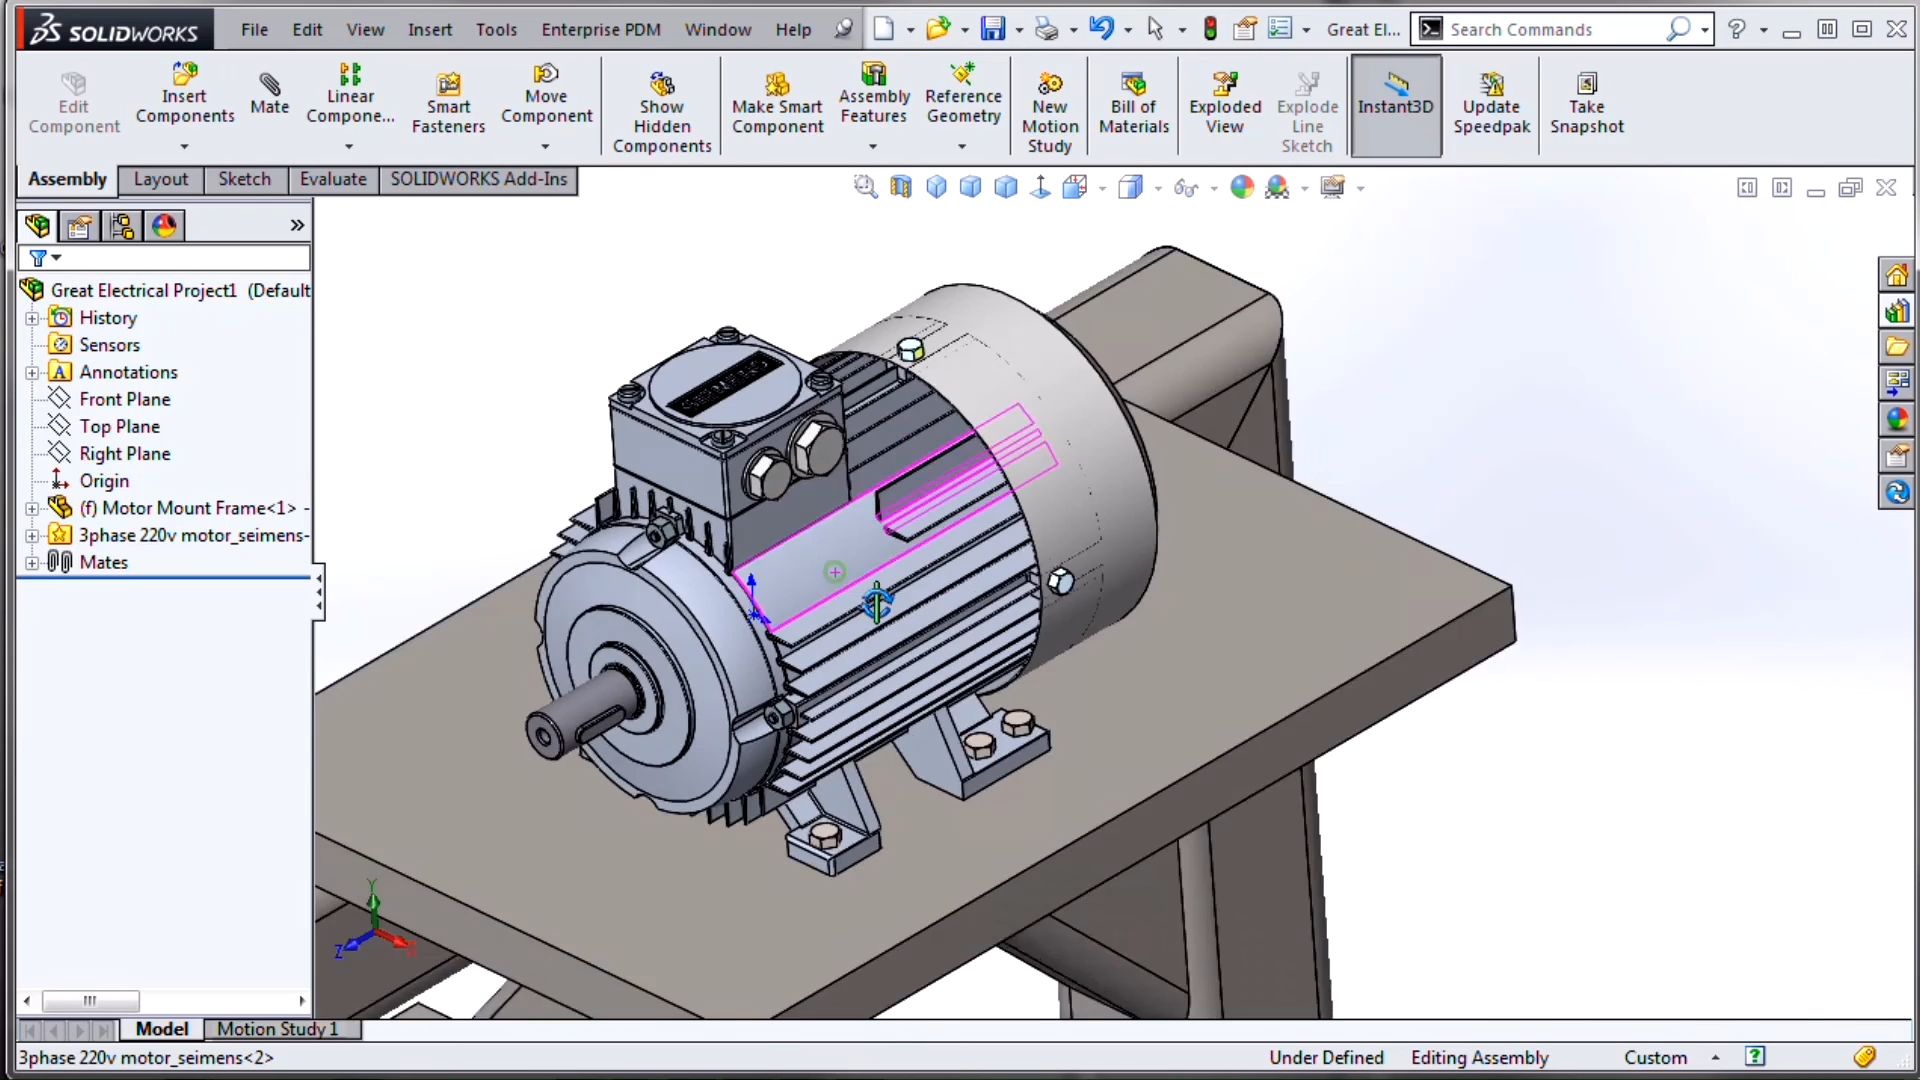 SOLIDWORKS File Edit View Insert Tools Enterprise PDM Window Help Great El... Search Commands
Edit Component
Insert Components
Mate
Linear Compone...
Smart Fasteners
Move Component
Show Hidden Components
Make Smart Component
Assembly Features
Reference Geometry
New Motion Study
Bill of Materials
Exploded View
Explode Line Sketch
Instant3D
Update Speedpak
Take Snapshot
Assembly Layout Sketch Evaluate SOLIDWORKS Add-Ins
Great Electrical Project1 (Default
History
Sensors
Annotations
Front Plane
Top Plane
Right Plane
Origin
(f) Motor Mount Frame<1> -
3phase 220v motor_seimens-
Mates
Y
Z
Model Motion Study 1
3phase 220v motor_seimens<2> Under Defined Editing Assembly Custom